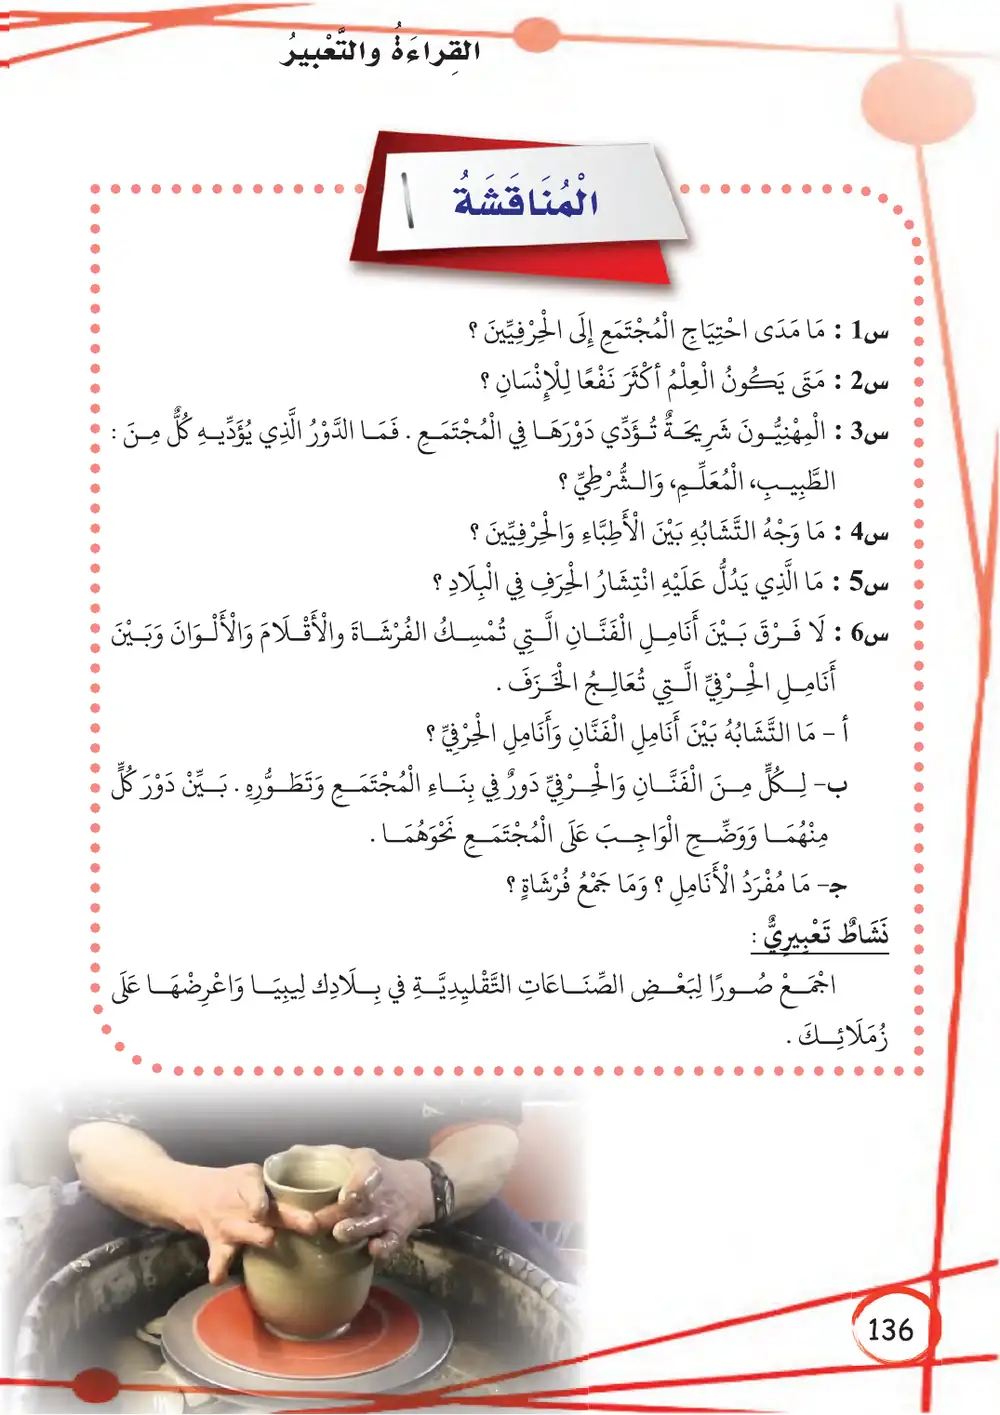 القِراءَةُ والتَّعْبيرُ
الْمُنَاقَشَةُ
س1 : مَا مَدَى احْتِيَاجِ الْمُجْتَمَعِ إِلَى الْحِرْفِيِّينَ ؟
س2 : مَتَى يَكُونُ الْعِلْمُ أكْثَرَ نَفْعًا لِلْإِنْسَانِ ؟
س3 : الْمِهْنِيُّونَ شَرِيحَةٌ تُؤَدِّي دَوْرَهَا فِي الْمُجْتَمَعِ . فَمَا الدَّوْرُ الَّذِي يُؤَدِّيهِ كُلٌّ مِنَ :
الطَّبِيبِ، الْمُعَلِّمِ، وَالشُّرْطِيِّ ؟
س4 : مَا وَجْهُ التَّشَابُهِ بَيْنَ الْأَطِبَّاءِ وَالْحِرْفِيِّينَ ؟
س5 : مَا الَّذِي يَدُلُّ عَلَيْهِ انْتِشَارُ الْحِرَفِ فِي الْبِلَادِ ؟
س6 : لَا فَرْقَ بَيْنَ أَنَامِلِ الْفَنَّانِ الَّتِي تُمْسِكُ الفُرْشَاةَ والْأَقْلَامَ وَالْأَلْوَانَ وَبَيْنَ
أَنَامِلِ الْحِرْفِيِّ الَّتِي تُعَالِجُ الْخَزَفَ .
أ - مَا التَّشَابُهُ بَيْنَ أَنَامِلِ الْفَنَّانِ وَأَنَامِلِ الْحِرْفِيِّ ؟
ب- لِكُلٍّ مِنَ الْفَنَّانِ وَالْحِرْفِيِّ دَورٌ فِي بِنَاءِ الْمُجْتَمَعِ وَتَطَوُّرِهِ . بَيِّنْ دَوْرَ كُلٍّ
مِنْهُمَا وَوَضِّحِ الْوَاجِبَ عَلَى الْمُجْتَمَعِ نَحْوَهُمَا .
ج- مَا مُفْرَدُ الْأَنَامِلِ ؟ وَمَا جَمْعُ فُرْشَاةٍ ؟
نَشَاطٌ تَعْبِيرِيٌّ :
اجْمَعْ صُورًا لِبَعْضِ الصِّنَاعَاتِ التَّقْلِيدِيَّةِ في بِلَادِك لِيبِيَا وَاعْرِضْهَا عَلَى
زُمَلَائِكَ .
136